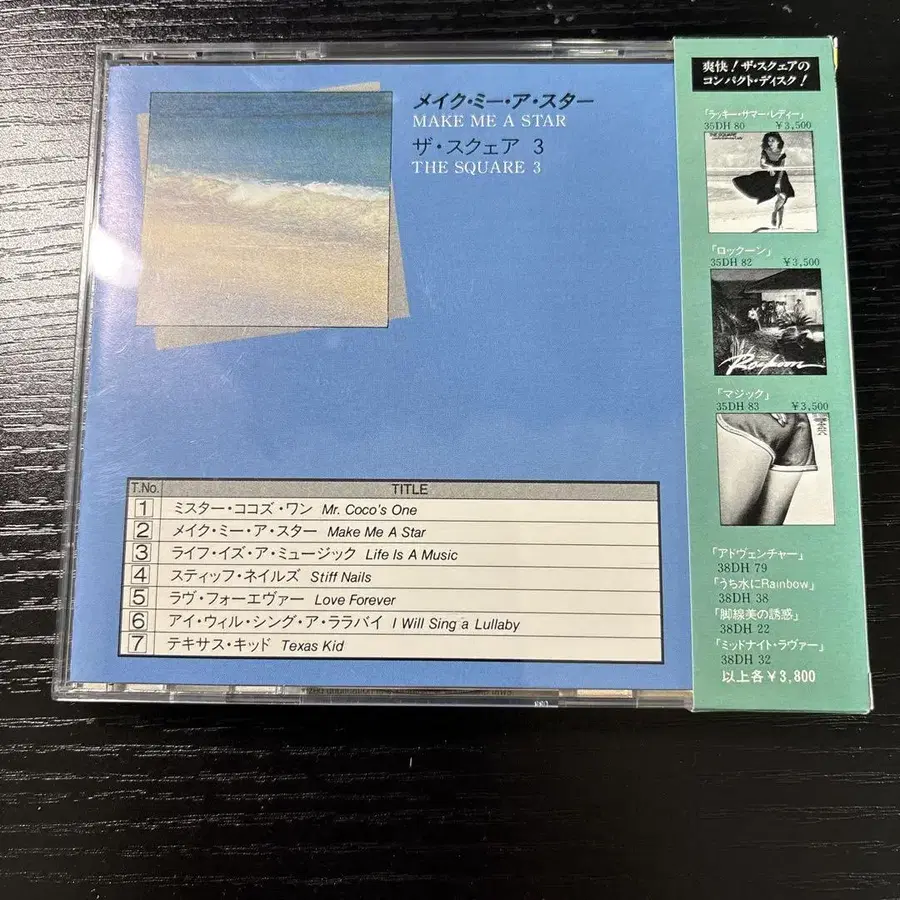 メイク・ミー・ア・スター
MAKE ME A STAR
ザ・スクェア 3
THE SQUARE 3
T.No. TITLE
1 ミスター・ココズ・ワン Mr. Coco's One
2 メイク・ミー・ア・スター Make Me A Star
3 ライフ・イズ・ア・ミュージック Life Is A Music
4 スティッフ・ネイルズ Stiff Nails
5 ラヴ・フォーエヴァー Love Forever
6 アイ・ウィル・シング・ア・ララバイ I Will Sing a Lullaby
7 テキサス・キッド Texas Kid
爽快!ザ・スクェアの
コンパクト・ディスク!
「ラッキー・サマー・レディー」
35DH 80 ¥3,500
「ロックーン」
35DH 82 ¥3,500
Rockoon
「マジック」
35DH 83 ¥3,500
「アドヴェンチャー」
38DH 79
「うち水にRainbow」
38DH 38
「脚線美の誘惑」
38DH 22
「ミッドナイト・ラヴァー」
38DH 32
以上各¥3,800